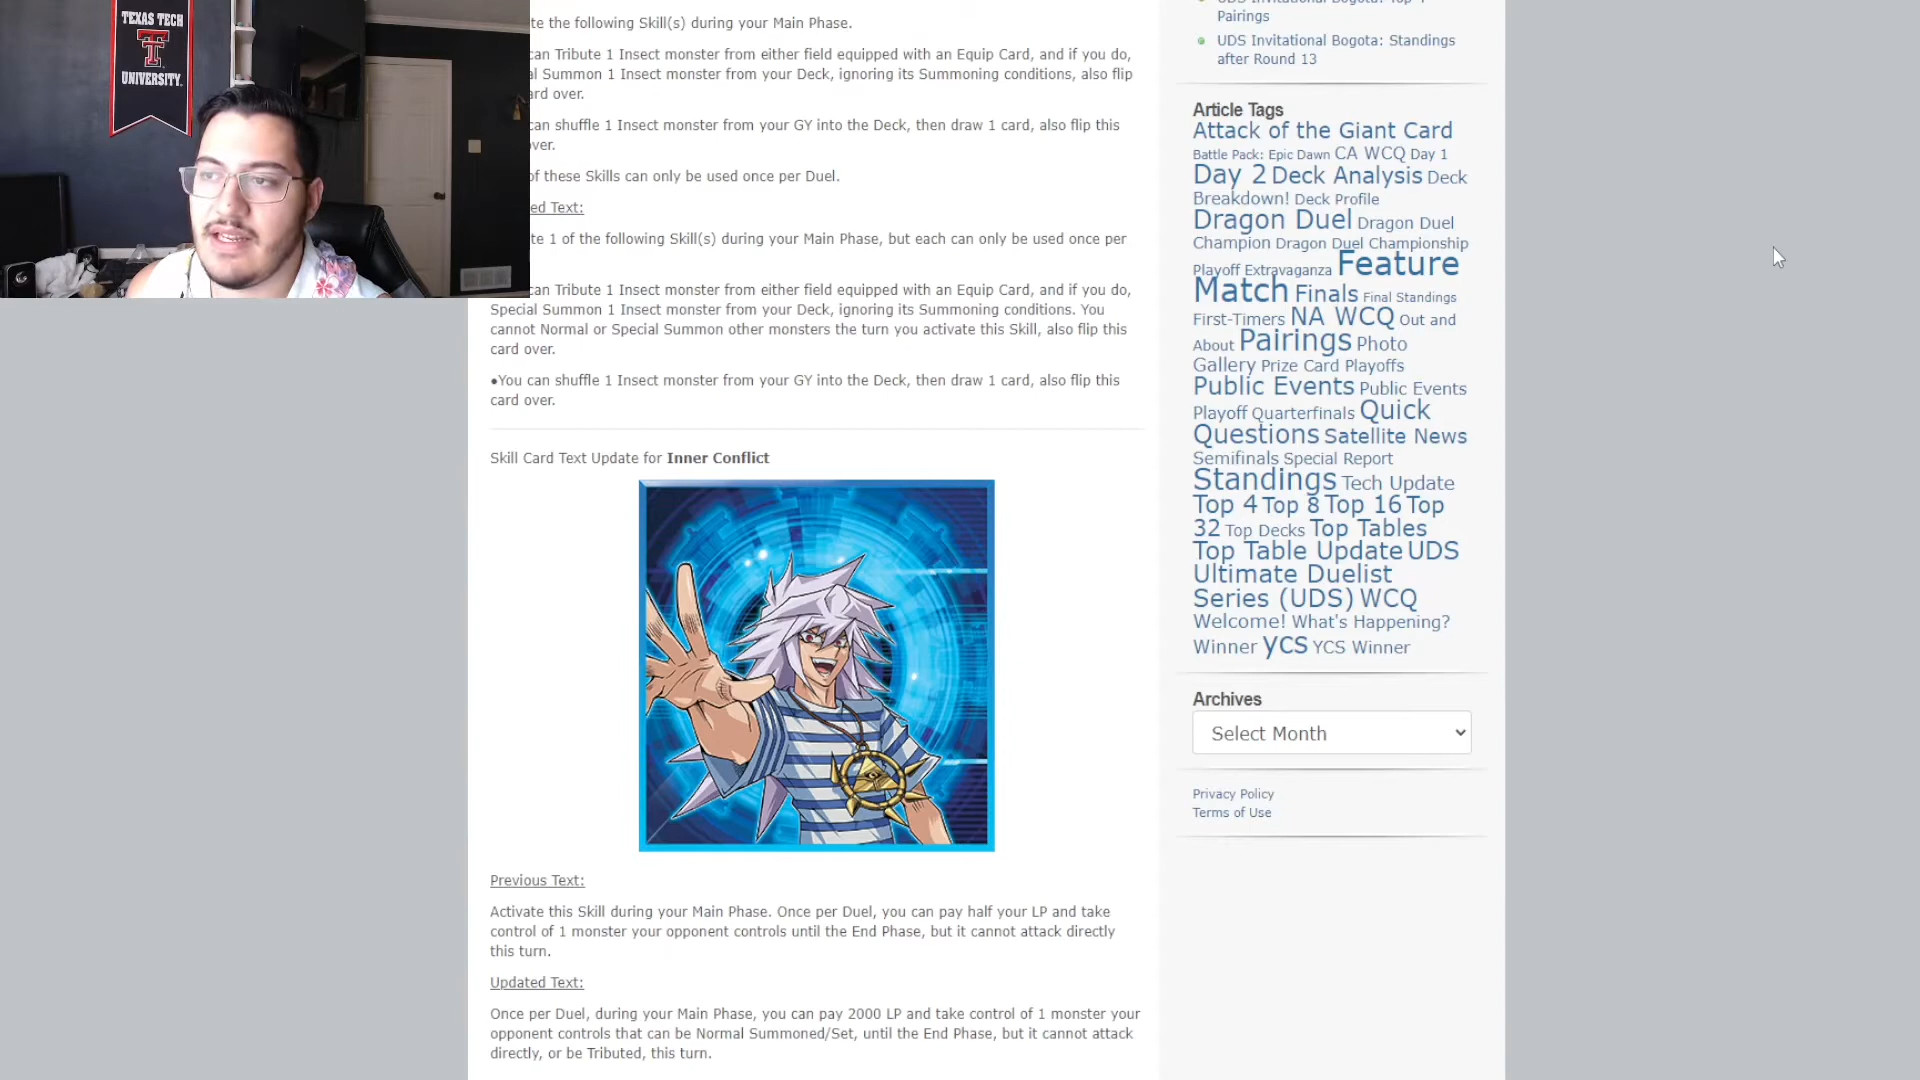 TEXAS TECH
T
UNIVERSITY.
te the following Skill(s) during your Main Phase.
can Tribute 1 Insect monster from either field equipped with an Equip Card, and if you do,
al Summon 1 Insect monster from your Deck, ignoring its Summoning conditions, also flip
ard over.
can shuffle 1 Insect monster from your GY into the Deck, then draw 1 card, also flip this
ver.
of these Skills can only be used once per Duel.
ed Text:
te 1 of the following Skill(s) during your Main Phase, but each can only be used once per
an Tribute 1 Insect monster from either field equipped with an Equip Card, and if you do,
Special Summon 1 Insect monster from your Deck, ignoring its Summoning conditions. You
cannot Normal or Special Summon other monsters the turn you activate this Skill, also flip this
card over.
●You can shuffle 1 Insect monster from your GY into the Deck, then draw 1 card, also flip this
card over.
Skill Card Text Update for Inner Conflict
Previous Text:
Activate this Skill during your Main Phase. Once per Duel, you can pay half your LP and take
control of 1 monster your opponent controls until the End Phase, but it cannot attack directly
this turn.
Updated Text:
Once per Duel, during your Main Phase, you can pay 2000 LP and take control of 1 monster your
opponent controls that can be Normal Summoned/Set, until the End Phase, but it cannot attack
directly, or be Tributed, this turn.
Pairings
UDS Invitational Bogota: Standings
after Round 13
Article Tags
Attack of the Giant Card
Battle Pack: Epic Dawn CA WCQ Day 1
Day 2 Deck Analysis Deck
Breakdown! Deck Profile
Dragon Duel Dragon Duel
Champion Dragon Duel Championship
Playoff Extravaganza Feature
Match Finals Final Standings
First-Timers NA WCQ Out and
About Pairings Photo
Gallery Prize Card Playoffs
Public Events Public Events
Playoff Quarterfinals Quick
Questions Satellite News
Semifinals Special Report
Standings Tech Update
Top 4 Top 8 Top 16 Top
32 Top Decks Top Tables
Top Table Update UDS
Ultimate Duelist
Series (UDS) WCQ
Welcome! What's Happening?
Winner ycs YCS Winner
Archives
Select Month
Privacy Policy
Terms of Use